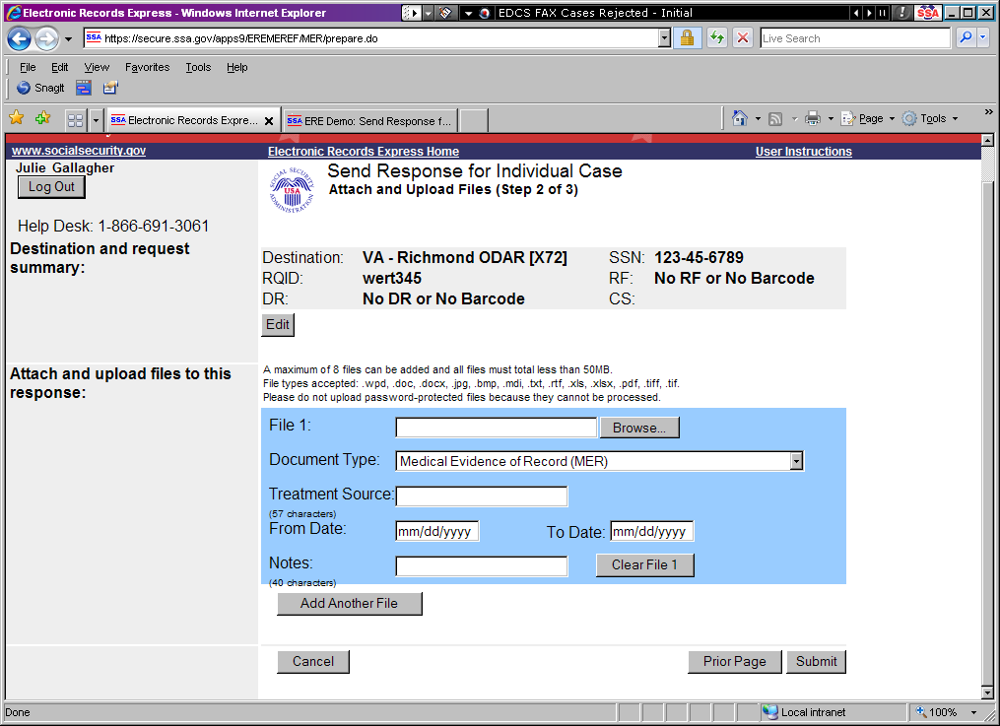 Electronic Records Express - Windows Internet Explorer
EDCS FAX Cases Rejected - Initial
SSA
SSA https://secure.ssa.gov/apps9/EREMEREF/MER/prepare.do
Live Search
File Edit View Favorites Tools Help
SnagIt
SSA Electronic Records Expre...
SSA ERE Demo: Send Response f...
Page Tools »
www.socialsecurity.gov
Electronic Records Express Home
User Instructions
Julie Gallagher
Log Out
Help Desk: 1-866-691-3061
SOCIAL SECURITY ADMINISTRATION
USA
Send Response for Individual Case
Attach and Upload Files (Step 2 of 3)
Destination and request
summary:
Destination: VA - Richmond ODAR [X72] SSN: 123-45-6789
RQID: wert345 RF: No RF or No Barcode
DR: No DR or No Barcode CS:
Edit
Attach and upload files to this
response:
A maximum of 8 files can be added and all files must total less than 50MB.
File types accepted: .wpd, .doc, .docx, .jpg, .bmp, .mdi, .txt, .rtf, .xls, .xlsx, .pdf, .tiff, .tif.
Please do not upload password-protected files because they cannot be processed.
File 1: Browse...
Document Type: Medical Evidence of Record (MER)
Treatment Source:
(57 characters)
From Date: mm/dd/yyyy To Date: mm/dd/yyyy
Notes: Clear File 1
(40 characters)
Add Another File
Cancel Prior Page Submit
Done Local intranet 100%